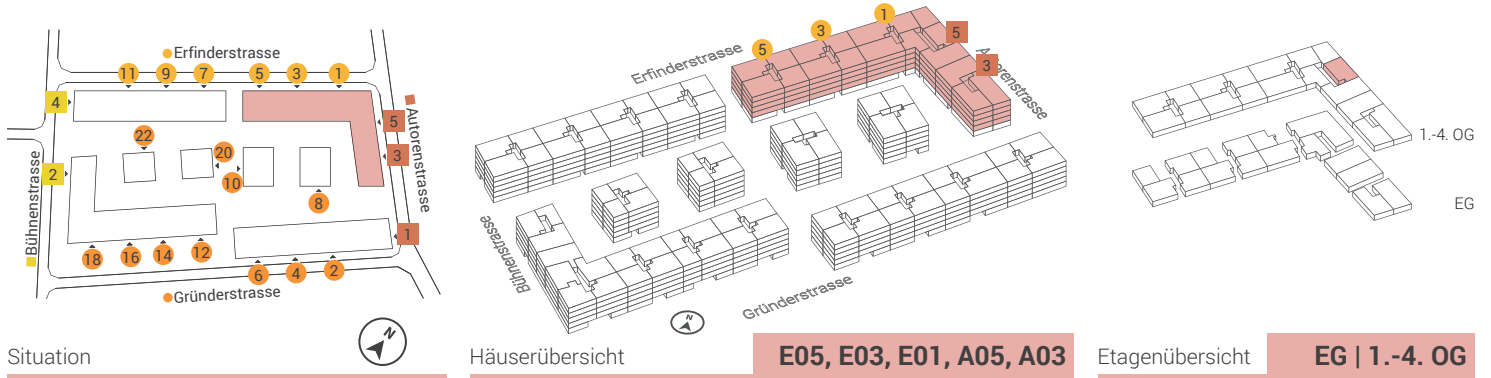 Erfinderstrasse
11 9 7 5 3 1
4
Autorenstrasse
5
22
20
3
Bühnenstrasse
2
10
8
1
18 16 14 12
6 4 2
Gründerstrasse
N
Situation
Erfinderstrasse
5 3 1
5
3
Autorenstrasse
Bühnenstrasse
Gründerstrasse
N
Häuserübersicht
E05, E03, E01, A05, A03
1.-4. OG
EG
Etagenübersicht
EG | 1.-4. OG